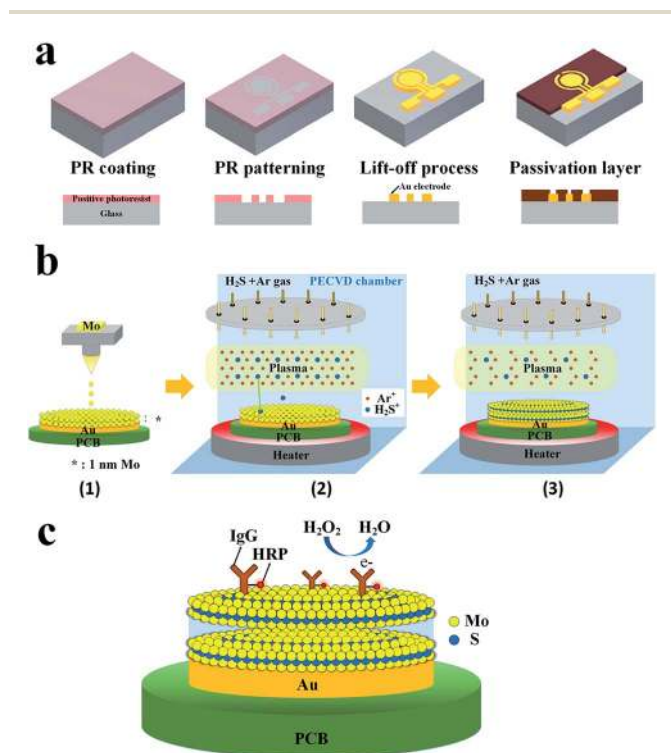 a
PR coating
PR patterning
Lift-off process
Passivation layer
Au electrode
Positive photoresist
Glass
b
H₂S +Ar gas
PECVD chamber
H₂S +Ar gas
Mo
Plasma
Plasma
Ar⁺
H₂S⁺
: *
Au
PCB
Au
PCB
Au
PCB
* : 1 nm Mo
Heater
Heater
(1)
(2)
(3)
c
IgG
HRP
H₂O₂
H₂O
e-
Mo
S
Au
PCB